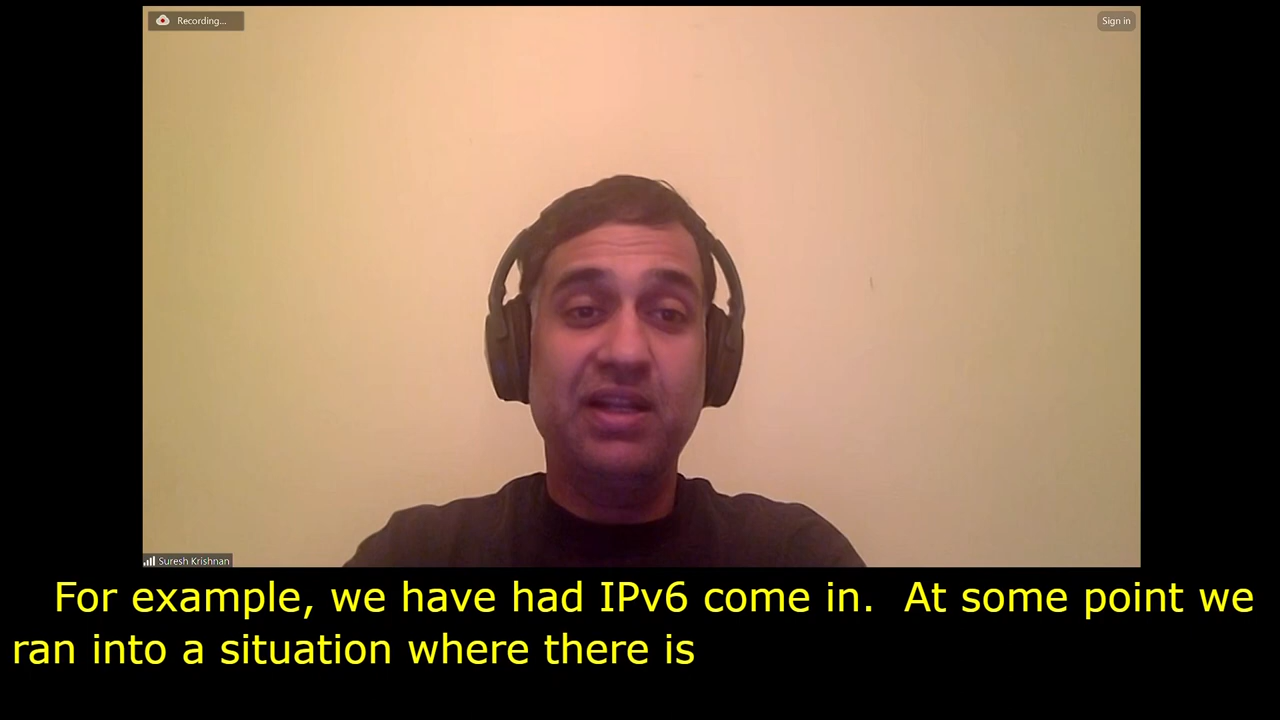 Recording...
Sign in
Suresh Krishnan
For example, we have had IPv6 come in.  At some point we
ran into a situation where there is